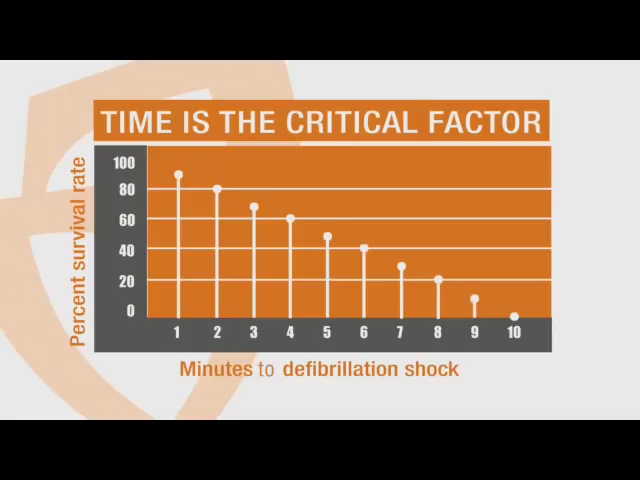 TIME IS THE CRITICAL FACTOR
Percent survival rate
100
80
60
40
20
0
1 2 3 4 5 6 7 8 9 10
Minutes to defibrillation shock